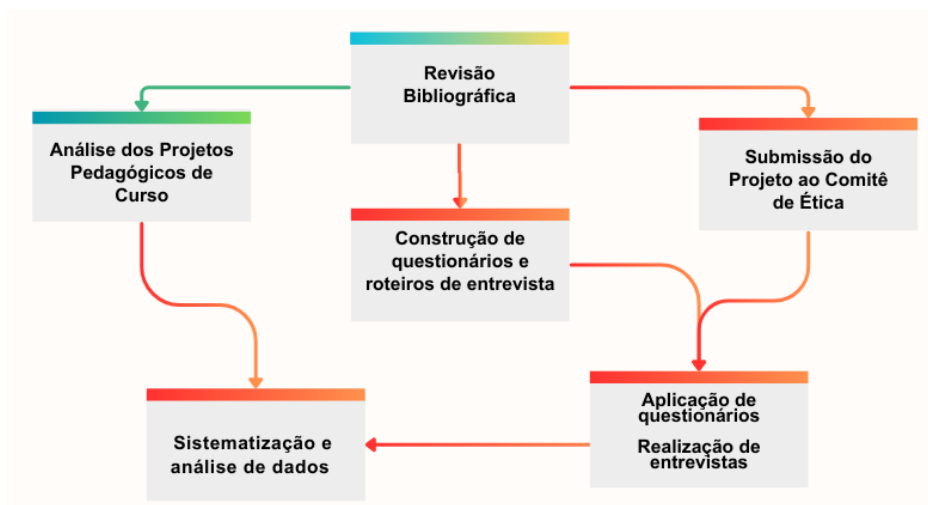 Revisão
Bibliográfica
Análise dos Projetos
Pedagógicos de
Curso
Submissão do
Projeto ao Comitê
de Ética
Construção de
questionários e
roteiros de entrevista
Aplicação de
questionários
Realização de
entrevistas
Sistematização e
análise de dados